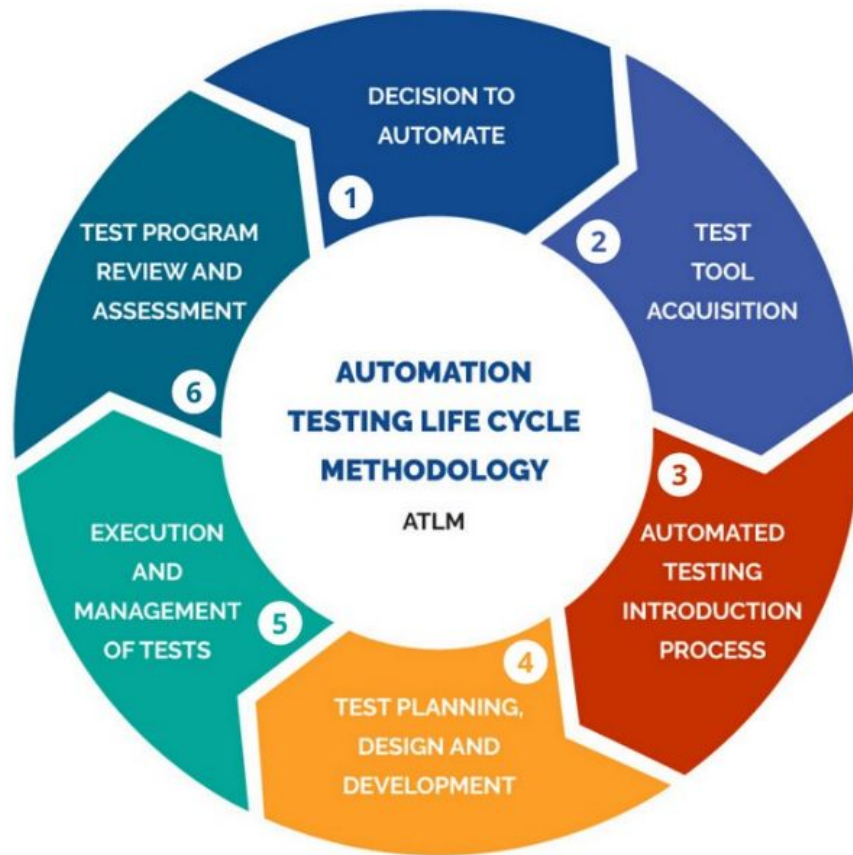 AUTOMATION
TESTING LIFE CYCLE
METHODOLOGY
ATLM
1
DECISION TO
AUTOMATE
2
TEST
TOOL
ACQUISITION
3
AUTOMATED
TESTING
INTRODUCTION
PROCESS
4
TEST PLANNING,
DESIGN AND
DEVELOPMENT
5
EXECUTION
AND
MANAGEMENT
OF TESTS
6
TEST PROGRAM
REVIEW AND
ASSESSMENT